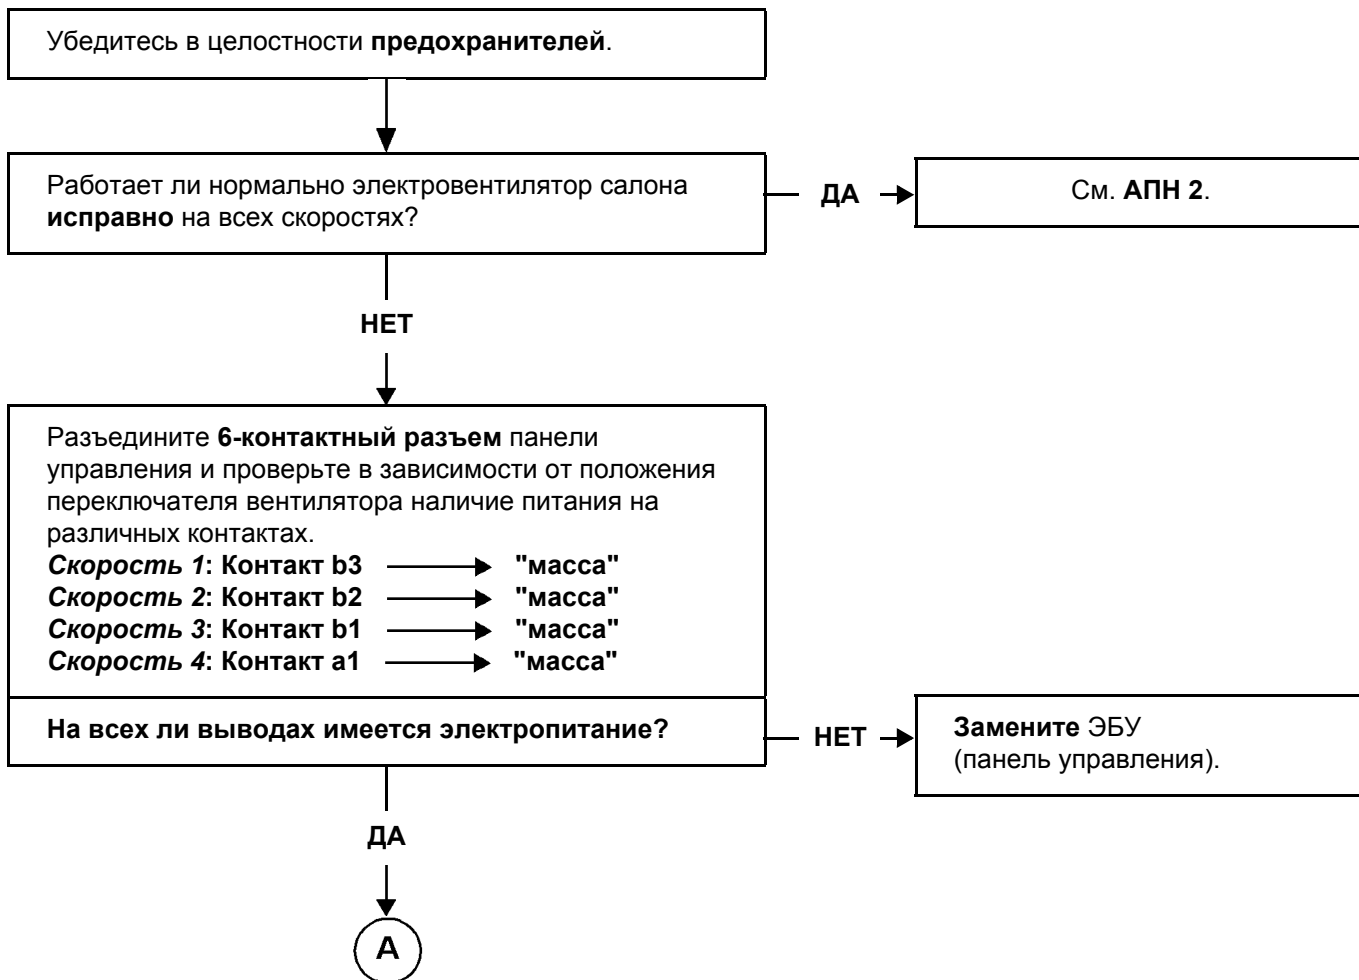 Убедитесь в целостности предохранителей.
Работает ли нормально электровентилятор салона
исправно на всех скоростях?
ДА
См. АПН 2.
НЕТ
Разъедините 6-контактный разъем панели
управления и проверьте в зависимости от положения
переключателя вентилятора наличие питания на
различных контактах.
Скорость 1: Контакт b3 "масса"
Скорость 2: Контакт b2 "масса"
Скорость 3: Контакт b1 "масса"
Скорость 4: Контакт a1 "масса"
На всех ли выводах имеется электропитание?
НЕТ
Замените ЭБУ
(панель управления).
ДА
А